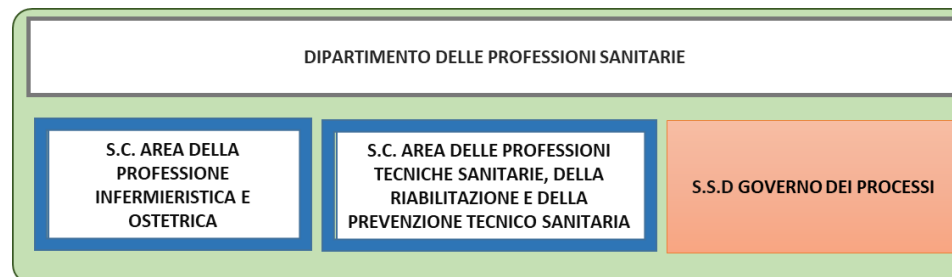 DIPARTIMENTO DELLE PROFESSIONI SANITARIE
S.C. AREA DELLA
PROFESSIONE
INFERMIERISTICA E
OSTETRICA
S.C. AREA DELLE PROFESSIONI
TECNICHE SANITARIE, DELLA
RIABILITAZIONE E DELLA
PREVENZIONE TECNICO SANITARIA
S.S.D GOVERNO DEI PROCESSI